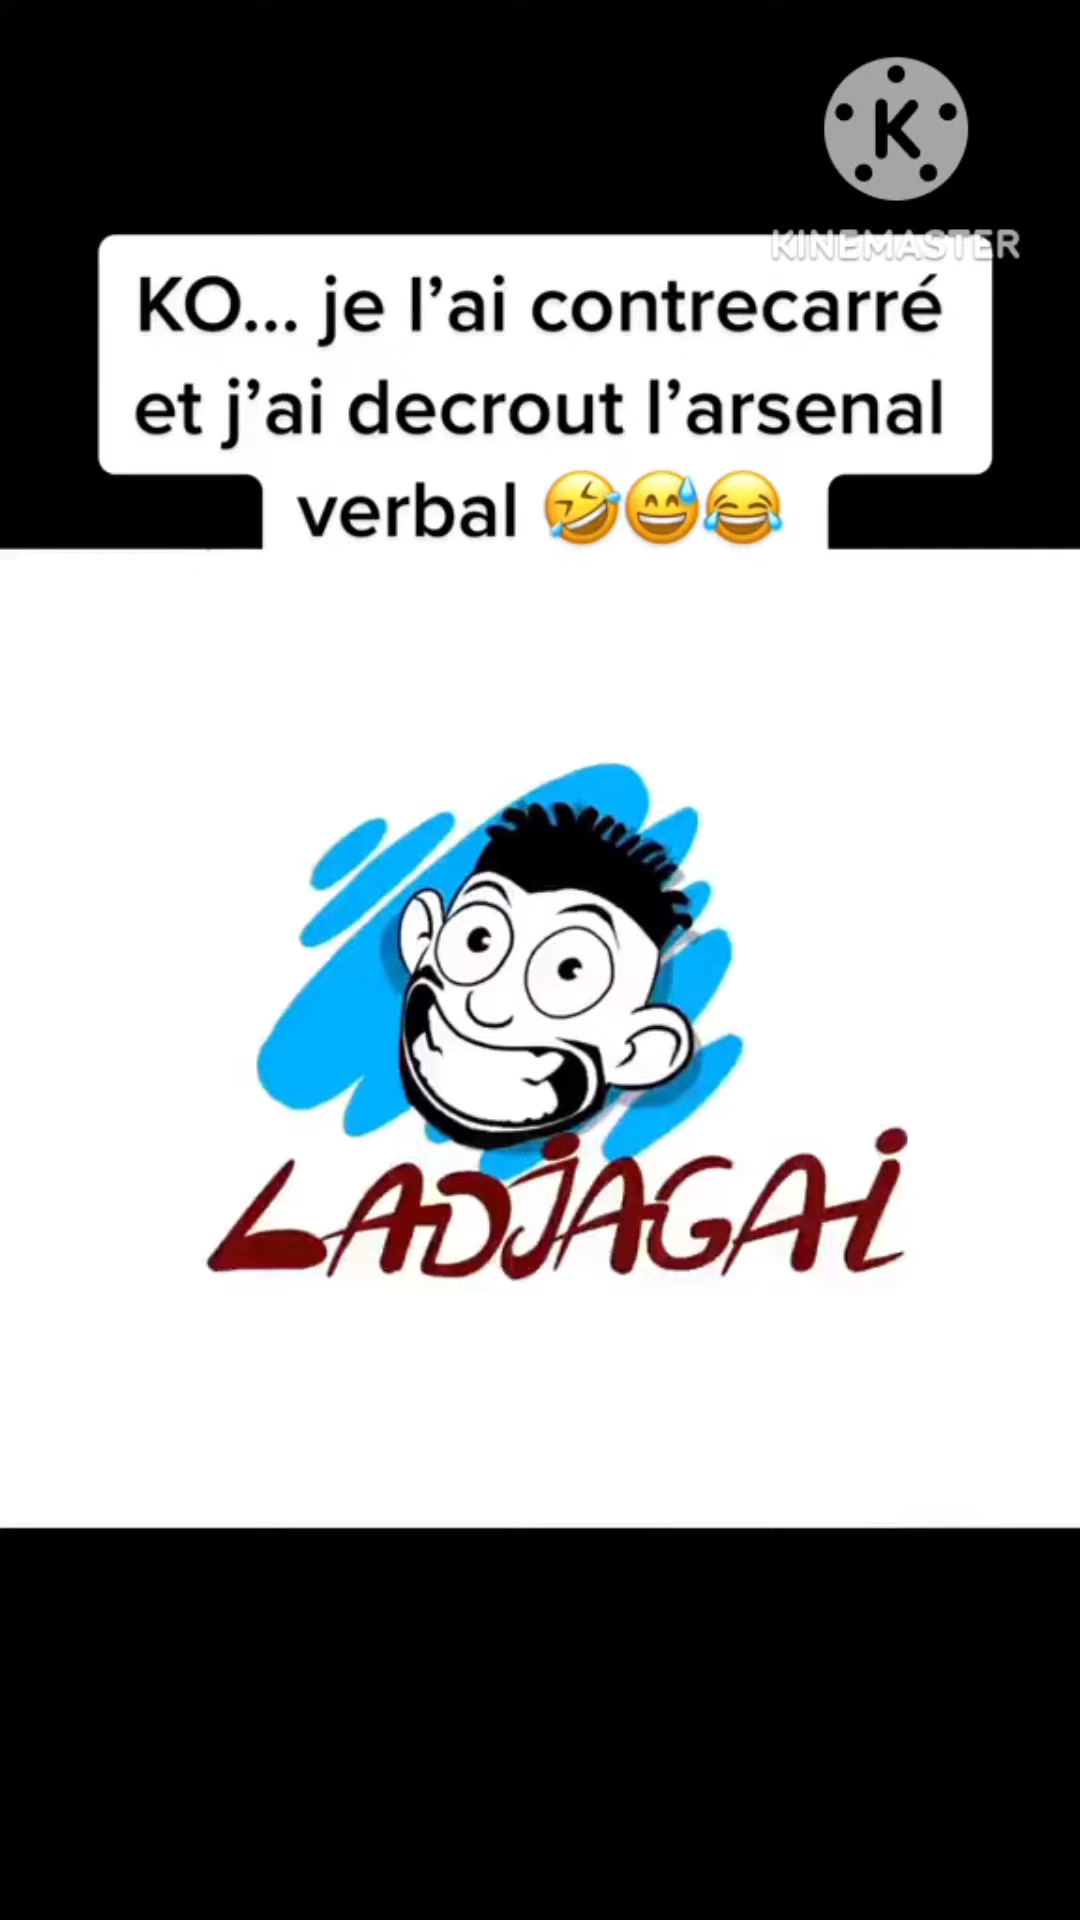 K
KINEMASTER
KO... je l’ai contrecarré
et j’ai decrout l’arsenal
verbal 🤣😅😂
LADJAGAi